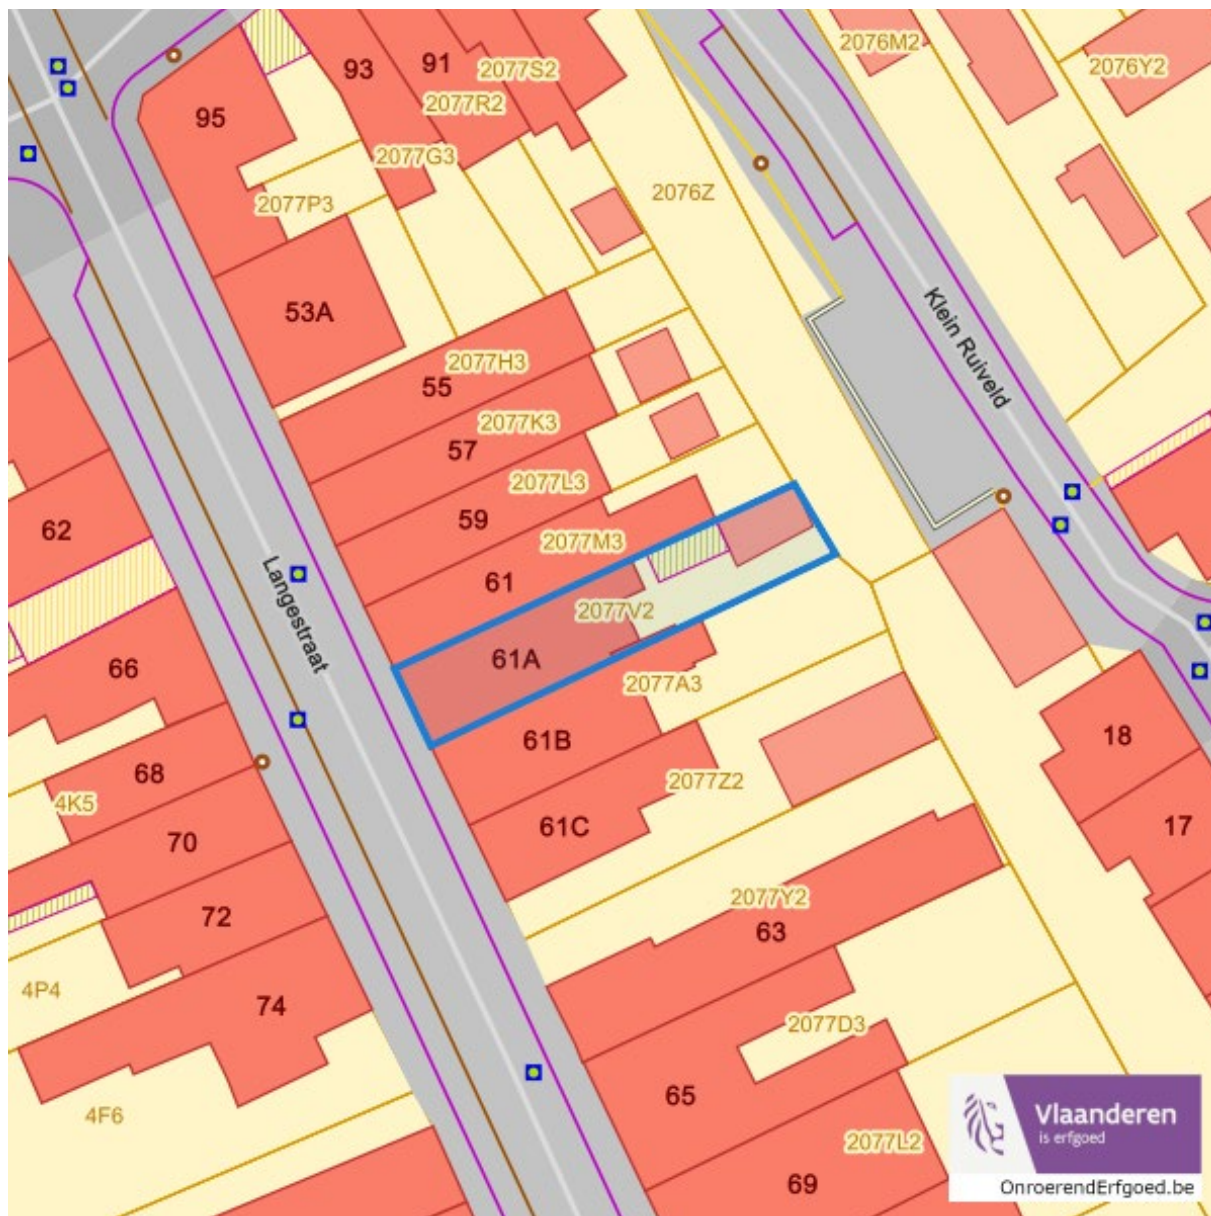 93
91
2077S2
2076M2
2076Y2
95
2077R2
2077G3
2076Z
2077P3
53A
Klein Ruiveld
2077H3
55
2077K3
57
2077L3
59
62
2077M3
61
Langestraat
2077V2
61A
66
2077A3
61B
18
68
2077Z2
4K5
61C
17
70
2077Y2
72
63
4P4
74
2077D3
65
4F6
Vlaanderen
is erfgoed
2077L2
69
OnroerendErfgoed.be